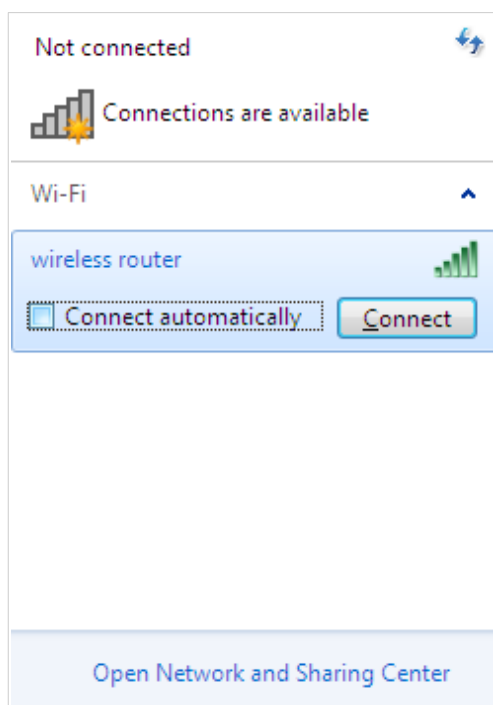 Not connected
Connections are available
Wi-Fi
wireless router
Connect automatically
Connect
Open Network and Sharing Center